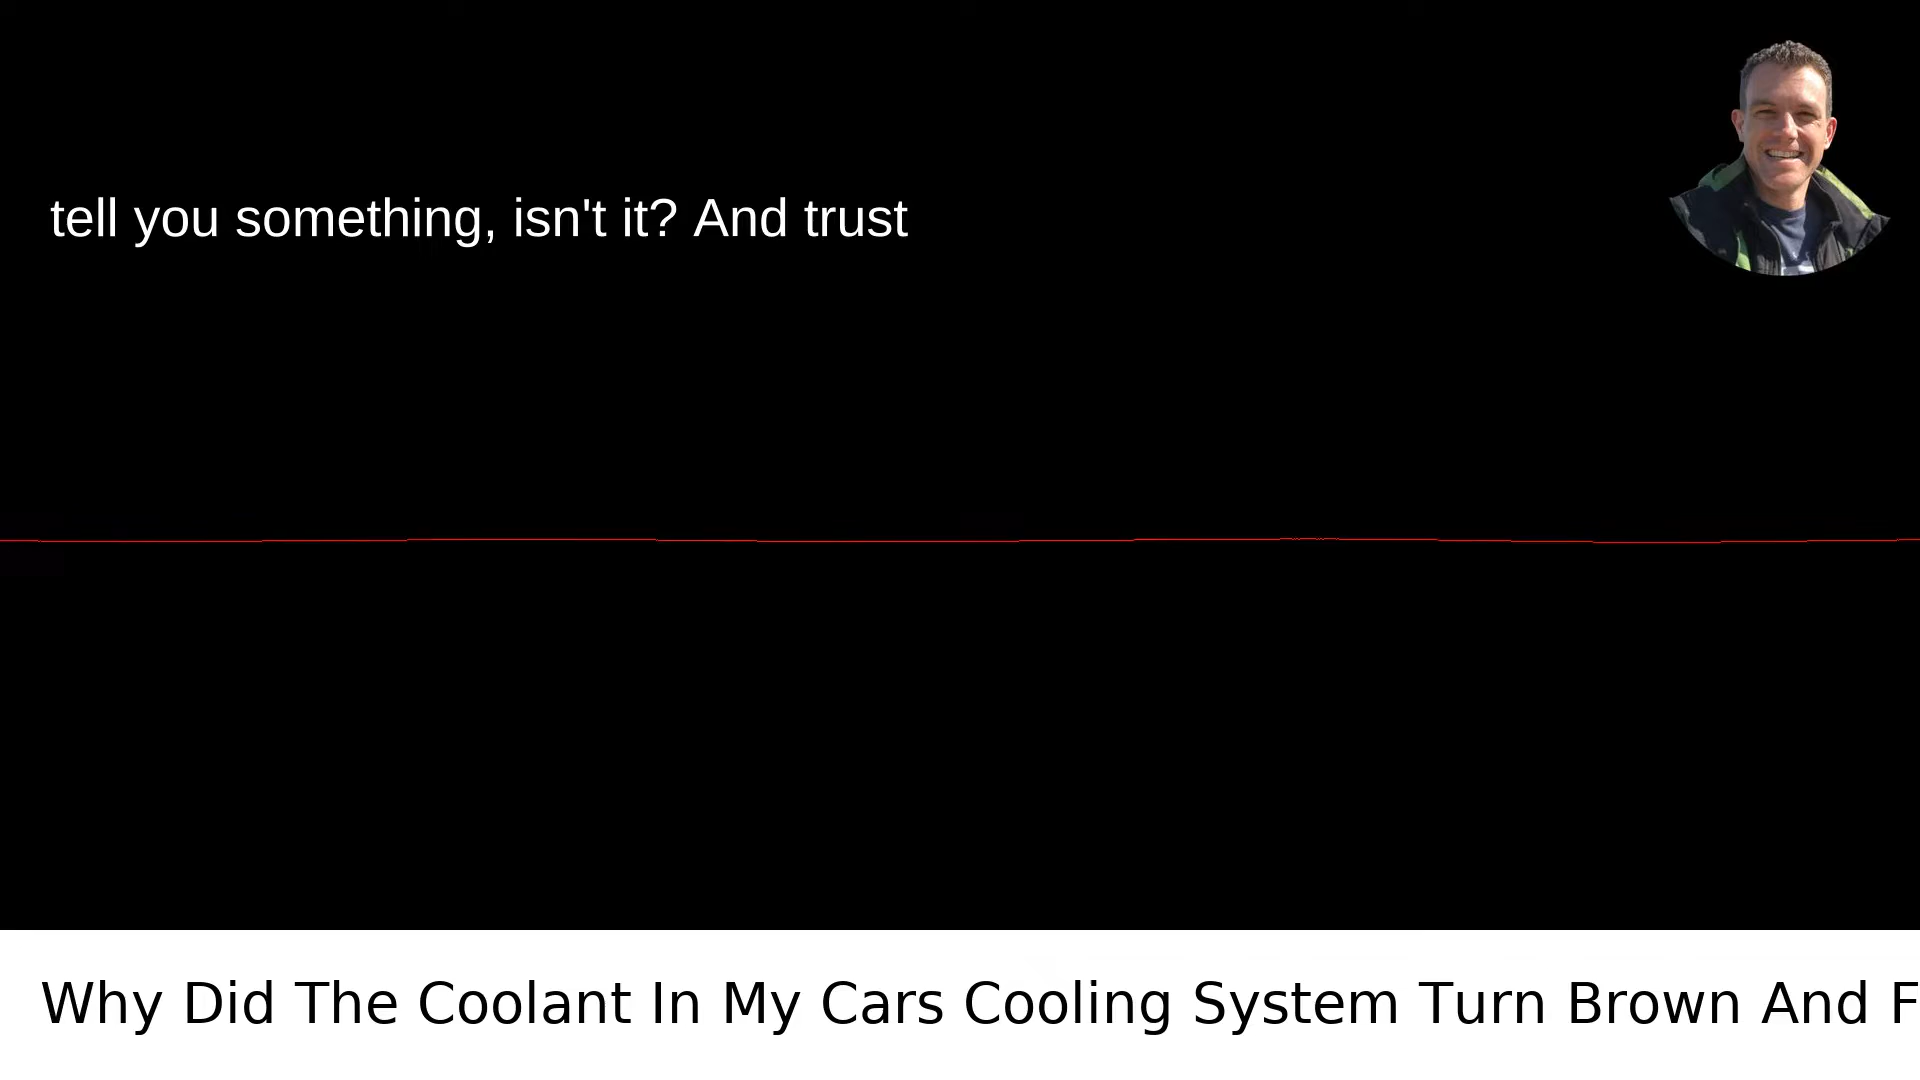 tell you something, isn't it? And trust
Why Did The Coolant In My Cars Cooling System Turn Brown And F